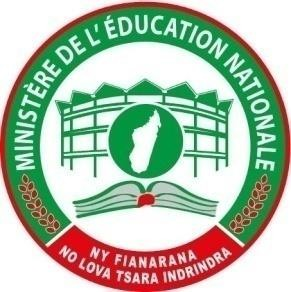 MINISTÈRE DE L'ÉDUCATION NATIONALE
NY FIANARANA
NO LOVA TSARA INDRINDRA